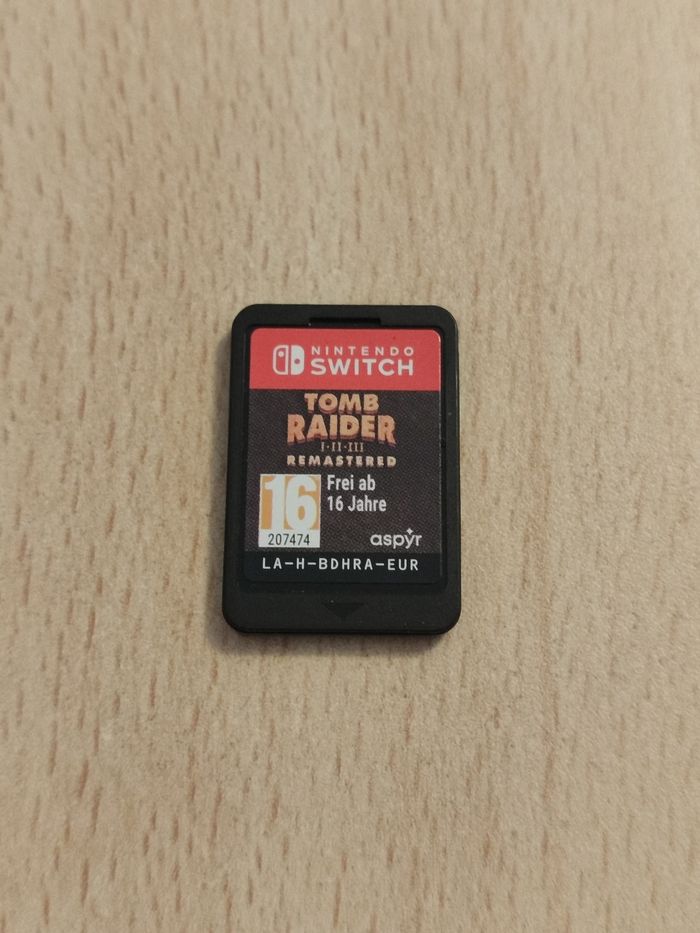 NINTENDO
SWITCH
TOMB
RAIDER
I·II·III
REMASTERED
16
Frei ab
16 Jahre
207474
aspyr
LA-H-BDHRA-EUR